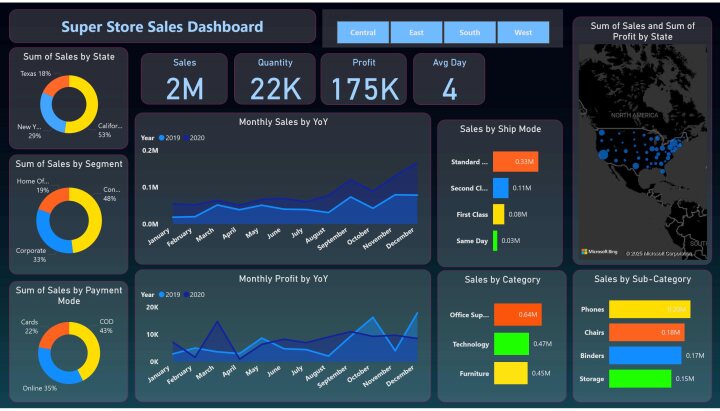 Super Store Sales Dashboard
Central
East
South
West
Sum of Sales and Sum of
Profit by State
Sum of Sales by State
Texas 18%
New Y...
29%
Califor...
53%
Sales
2M
Quantity
22K
Profit
175K
Avg Day
4
NORTH AMERICA
SOUT
Microsoft Bing
© 2025 Microsoft Corporation
Monthly Sales by YoY
Year 2019 2020
0.2M
0.1M
0.0M
January
February
March
April
May
June
July
August
September
October
November
December
Sales by Ship Mode
Standard ...
0.33M
Second Cl...
0.11M
First Class
0.08M
Same Day
0.03M
Sum of Sales by Segment
Home Of...
19%
Con...
48%
Corporate
33%
Sum of Sales by Payment
Mode
Cards
22%
COD
43%
Online 35%
Monthly Profit by YoY
Year 2019 2020
20K
10K
0K
January
February
March
April
May
June
July
August
September
October
November
December
Sales by Category
Office Sup...
0.64M
Technology
0.47M
Furniture
0.45M
Sales by Sub-Category
Phones
Chairs
0.18M
Binders
0.17M
Storage
0.15M